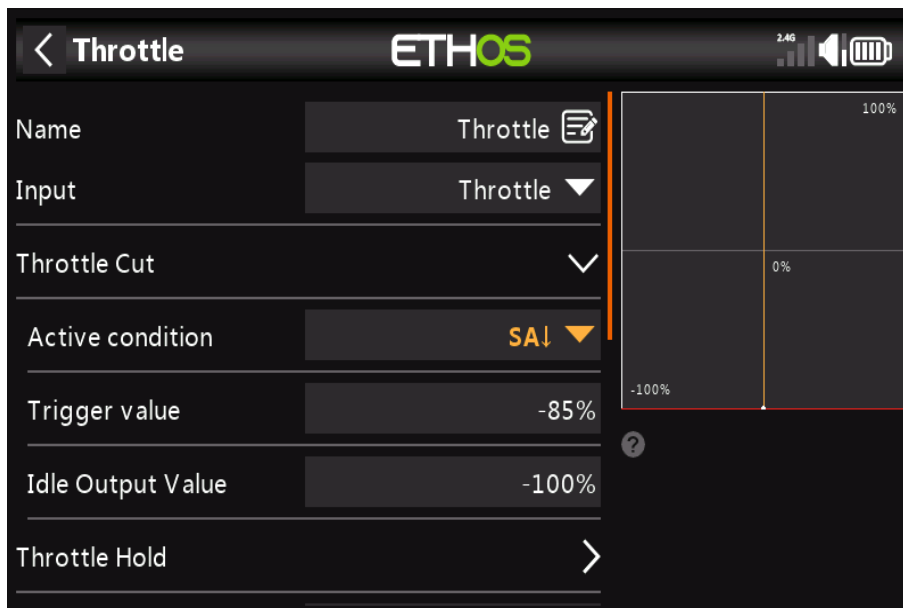 Throttle
ETHOS
2.4G
Name
Throttle
Input
Throttle
Throttle Cut
Active condition
SA↓
Trigger value
-85%
Idle Output Value
-100%
Throttle Hold
100%
0%
-100%
?